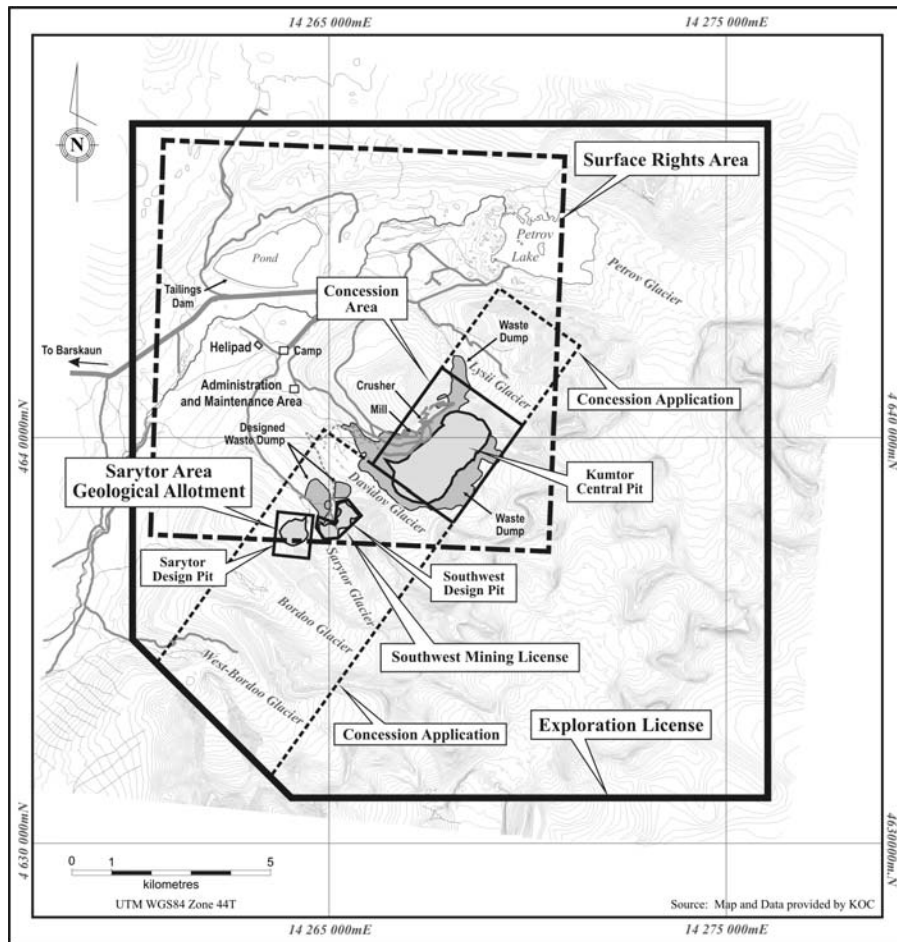 14 265 000mE
14 275 000mE
N
Surface Rights Area
Petrov
Lake
Petrov Glacier
Pond
Tailings
Dam
Concession
Area
Waste
Dump
To Barskaun
Helipad
Camp
Lysii Glacier
Concession Application
Administration
and Maintenance Area
Crusher
Mill
Designed
Waste Dump
464 0000mN
4 640 000mN
Sarytor Area
Geological Allotment
Davidov Glacier
Kumtor
Central Pit
Waste
Dump
Sarytor
Design Pit
Sarytor Glacier
Southwest
Design Pit
Bordoo Glacier
Southwest Mining License
West-Bordoo Glacier
Concession Application
Exploration License
4 630 000mN
4630000m.N
0 1 5
kilometres
UTM WGS84 Zone 44T
Source: Map and Data provided by KOC
14 265 000mE
14 275 000mE